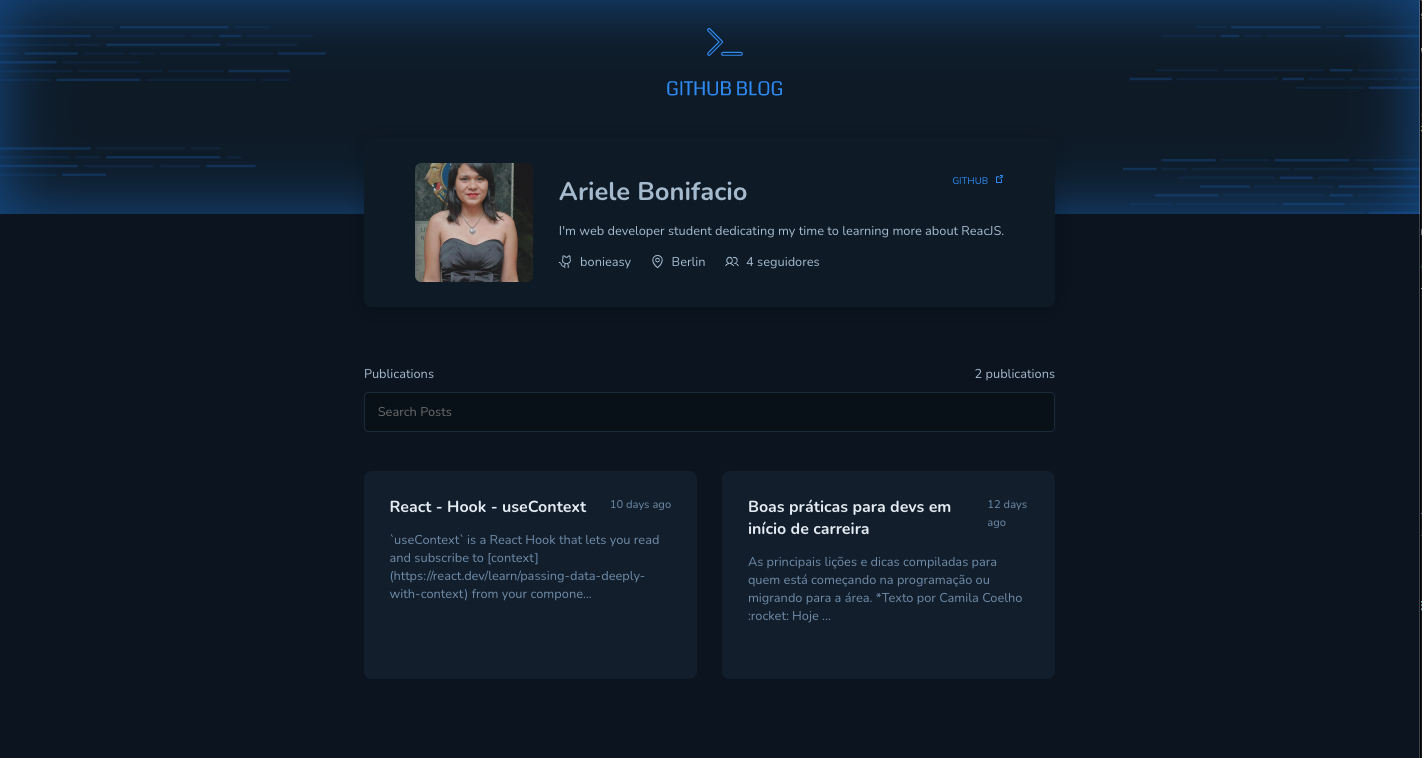 GITHUB BLOG
Ariele Bonifacio
GITHUB
I'm web developer student dedicating my time to learning more about ReacJS.
bonieasy
Berlin
4 seguidores
Publications
2 publications
Search Posts
React - Hook - useContext
10 days ago
`useContext` is a React Hook that lets you read
and subscribe to [context]
(https://react.dev/learn/passing-data-deeply-
with-context) from your compone...
Boas práticas para devs em
início de carreira
12 days
ago
As principais lições e dicas compiladas para
quem está começando na programação ou
migrando para a área. *Texto por Camila Coelho
:rocket: Hoje ...